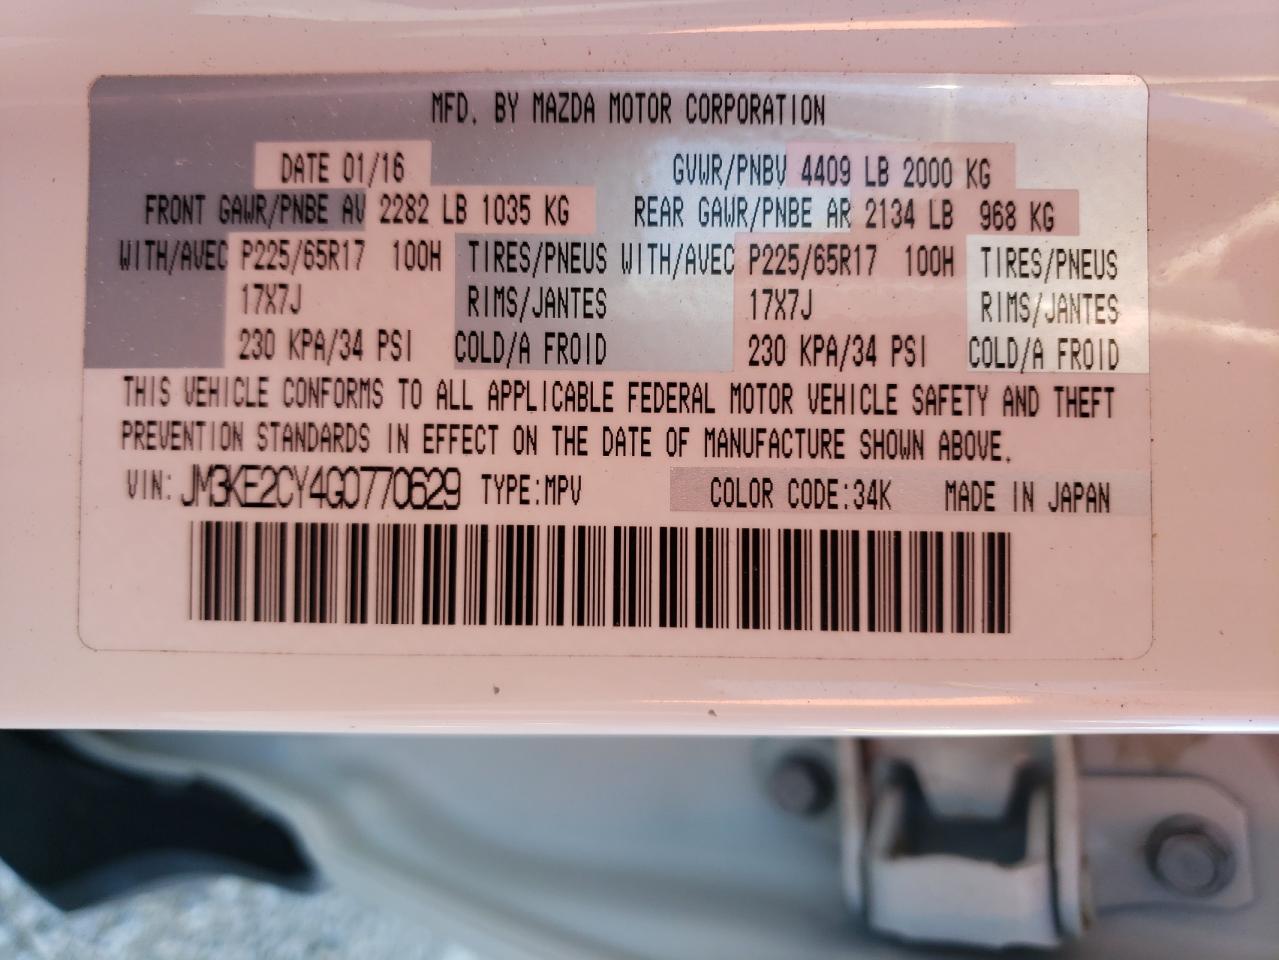 MFD. BY MAZDA MOTOR CORPORATION
DATE 01/16 GVWR/PNBV 4409 LB 2000 KG
FRONT GAWR/PNBE AV 2282 LB 1035 KG REAR GAWR/PNBE AR 2134 LB 968 KG
WITH/AVEC P225/65R17 100H TIRES/PNEUS WITH/AVEC P225/65R17 100H TIRES/PNEUS
17X7J RIMS/JANTES 17X7J RIMS/JANTES
230 KPA/34 PSI COLD/A FROID 230 KPA/34 PSI COLD/A FROID
THIS VEHICLE CONFORMS TO ALL APPLICABLE FEDERAL MOTOR VEHICLE SAFETY AND THEFT
PREVENTION STANDARDS IN EFFECT ON THE DATE OF MANUFACTURE SHOWN ABOVE.
VIN: JM3KE2CY4G0770629 TYPE:MPV COLOR CODE:34K MADE IN JAPAN